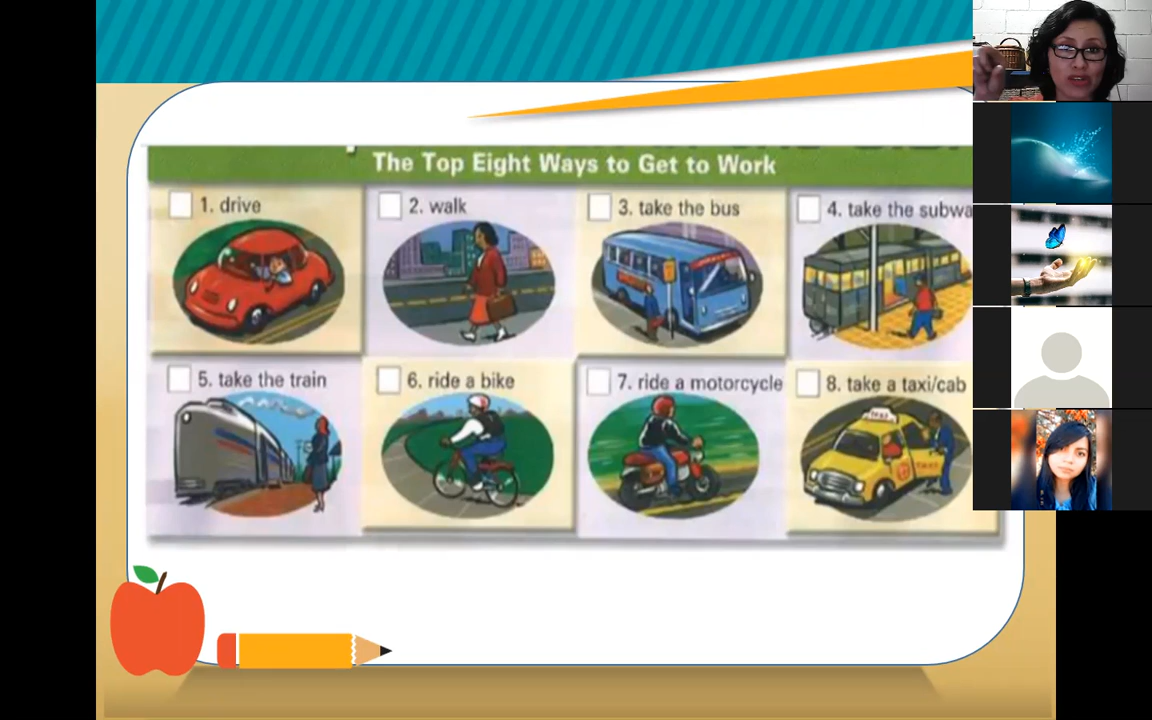 The Top Eight Ways to Get to Work
1. drive
2. walk
3. take the bus
4. take the subwa
5. take the train
6. ride a bike
7. ride a motorcycle
8. take a taxi/cab
TAXI